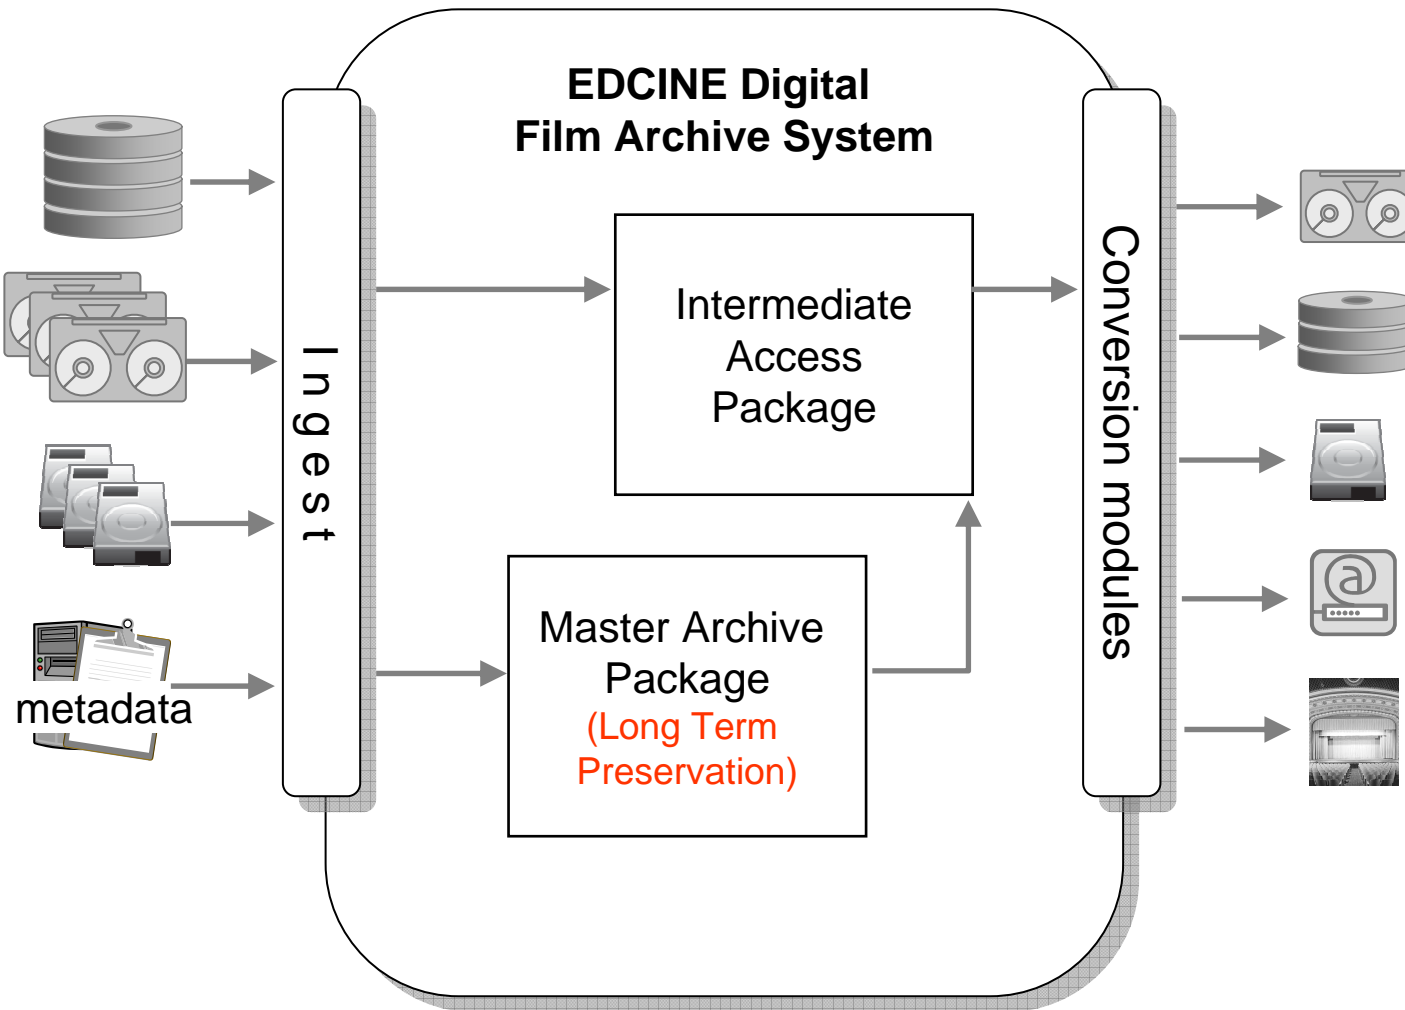 EDCINE Digital
Film Archive System
Ingest
Intermediate
Access
Package
Master Archive
Package
(Long Term
Preservation)
Conversion modules
metadata
@